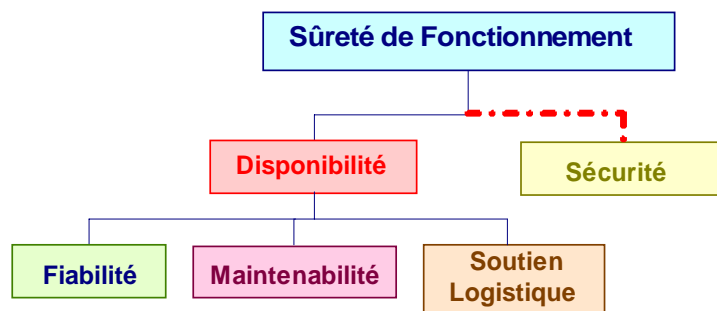 Sûreté de Fonctionnement
Disponibilité
Sécurité
Fiabilité
Maintenabilité
Soutien
Logistique